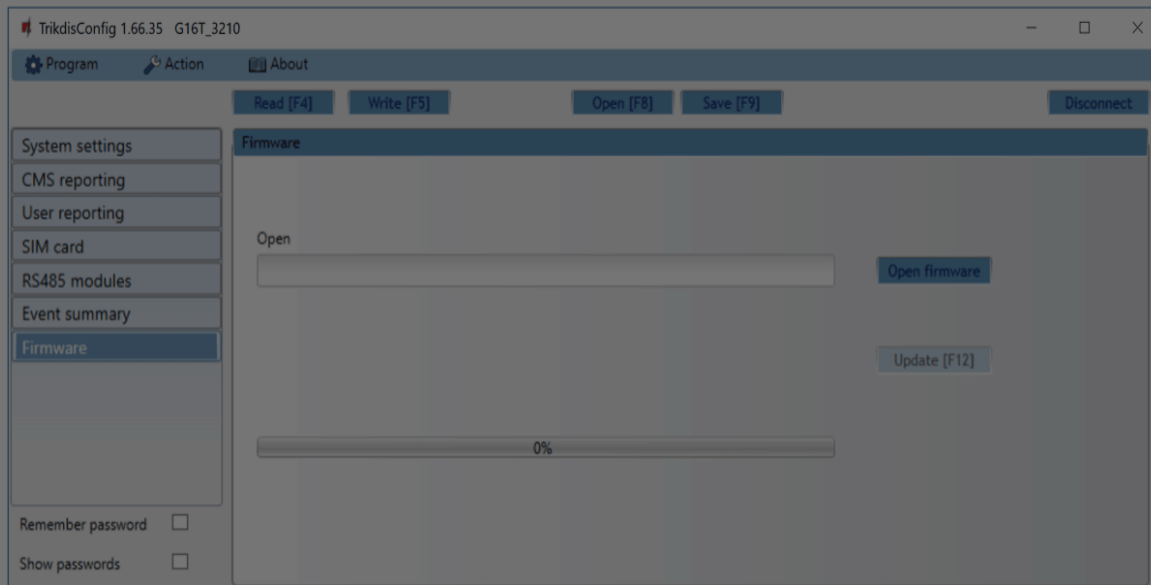 TrikdisConfig 1.66.35 G16T_3210
Program Action About
Read [F4] Write [F5] Open [F8] Save [F9] Disconnect
System settings
CMS reporting
User reporting
SIM card
RS485 modules
Event summary
Firmware
Remember password
Show passwords
Firmware
Open
Open firmware
Update [F12]
0%